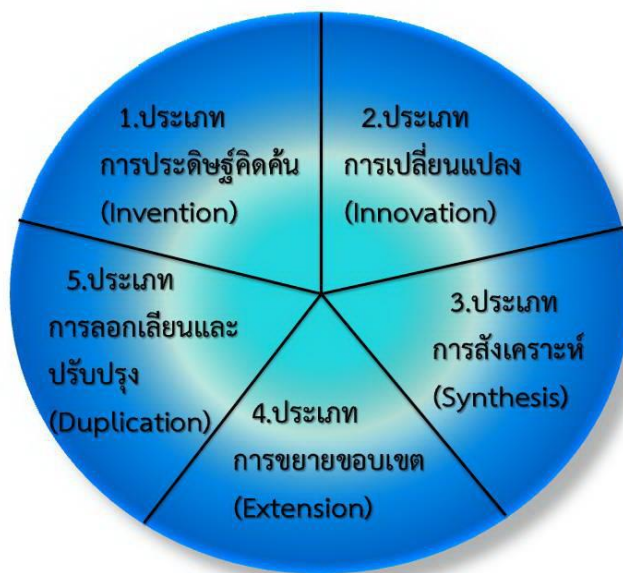 1.ประเภท
การประดิษฐ์คิดค้น
(Invention)
2.ประเภท
การเปลี่ยนแปลง
(Innovation)
3.ประเภท
การสังเคราะห์
(Synthesis)
4.ประเภท
การขยายขอบเขต
(Extension)
5.ประเภท
การลอกเลียนและ
ปรับปรุง
(Duplication)